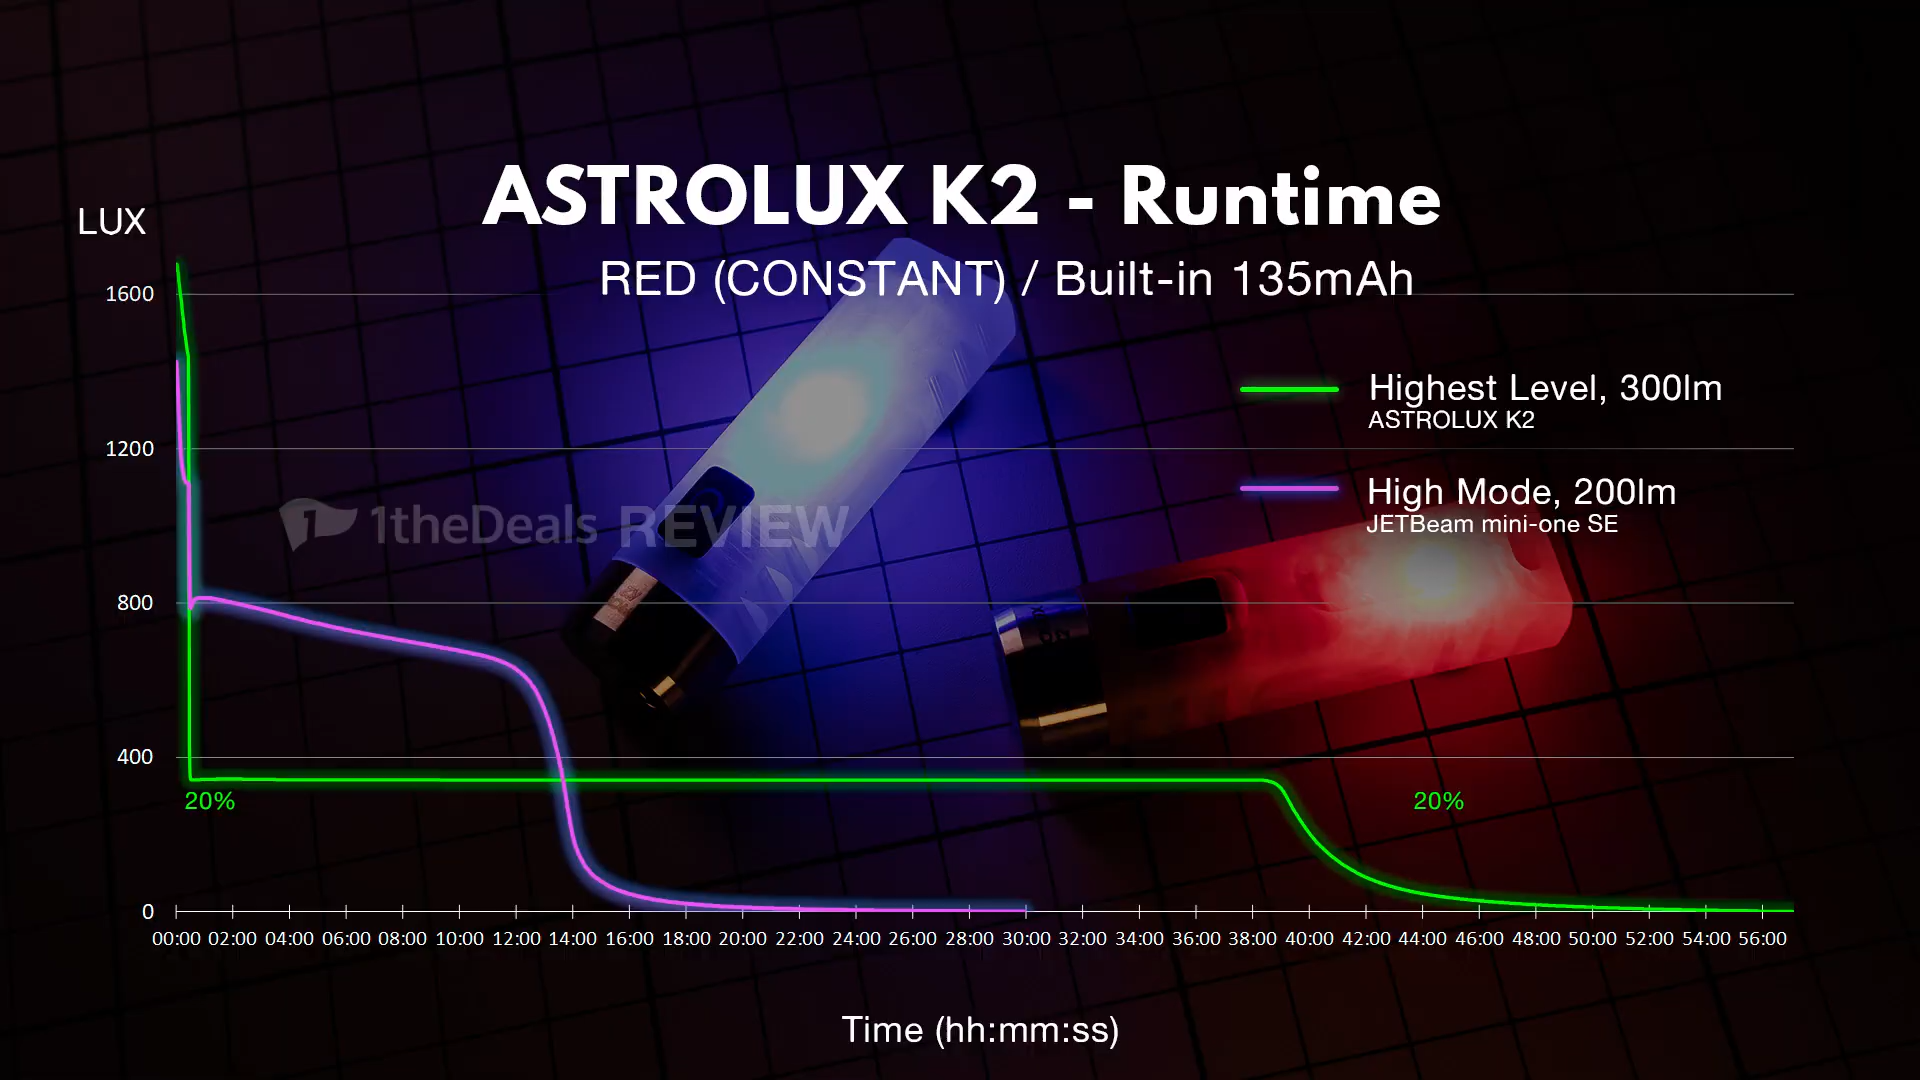 ASTROLUX K2 - Runtime
LUX
RED (CONSTANT) / Built-in 135mAh
1600
Highest Level, 300lm
ASTROLUX K2
1200
High Mode, 200lm
JETBeam mini-one SE
1theDeals REVIEW
800
400
20%
20%
0
00:00 02:00 04:00 06:00 08:00 10:00 12:00 14:00 16:00 18:00 20:00 22:00 24:00 26:00 28:00 30:00 32:00 34:00 36:00 38:00 40:00 42:00 44:00 46:00 48:00 50:00 52:00 54:00 56:00
Time (hh:mm:ss)